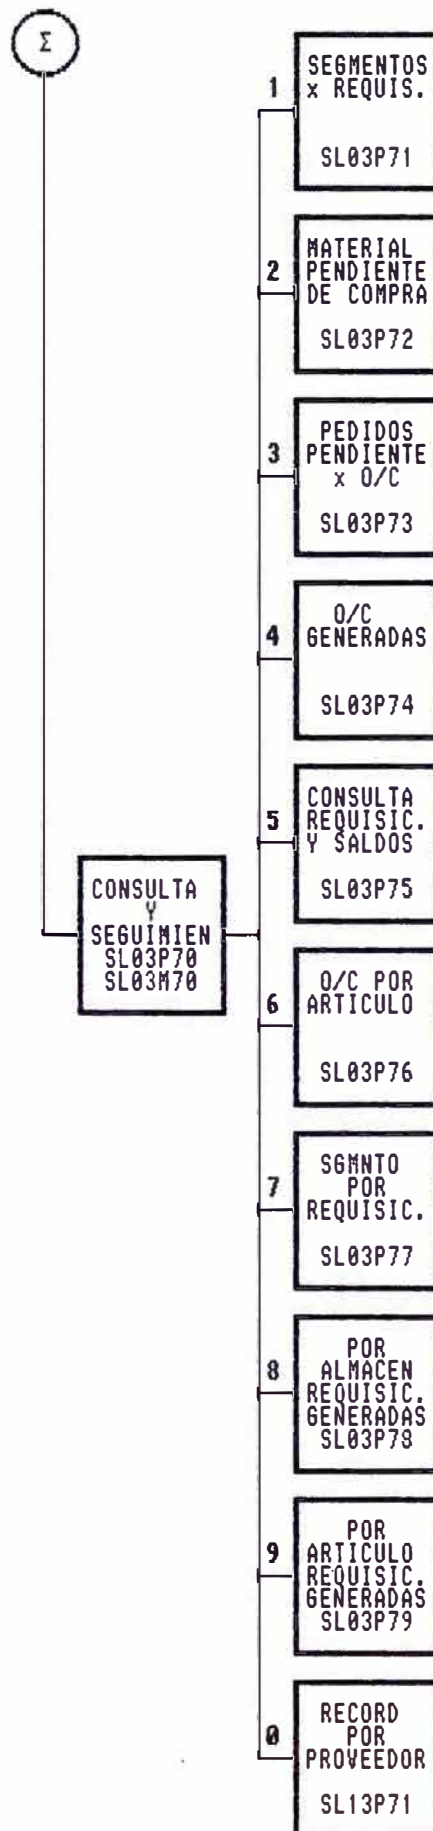 Σ
1
SEGMENTOS
x REQUIS.
SL03P71
2
MATERIAL
PENDIENTE
DE COMPRA
SL03P72
3
PEDIDOS
PENDIENTE
x O/C
SL03P73
4
O/C
GENERADAS
SL03P74
5
CONSULTA
REQUISIC.
Y SALDOS
SL03P75
CONSULTA
Y
SEGUIMIEN
SL03P70
SL03M70
6
O/C POR
ARTICULO
SL03P76
7
SGMNTO
POR
REQUISIC.
SL03P77
8
POR
ALMACEN
REQUISIC.
GENERADAS
SL03P78
9
POR
ARTICULO
REQUISIC.
GENERADAS
SL03P79
0
RECORD
POR
PROVEEDOR
SL13P71